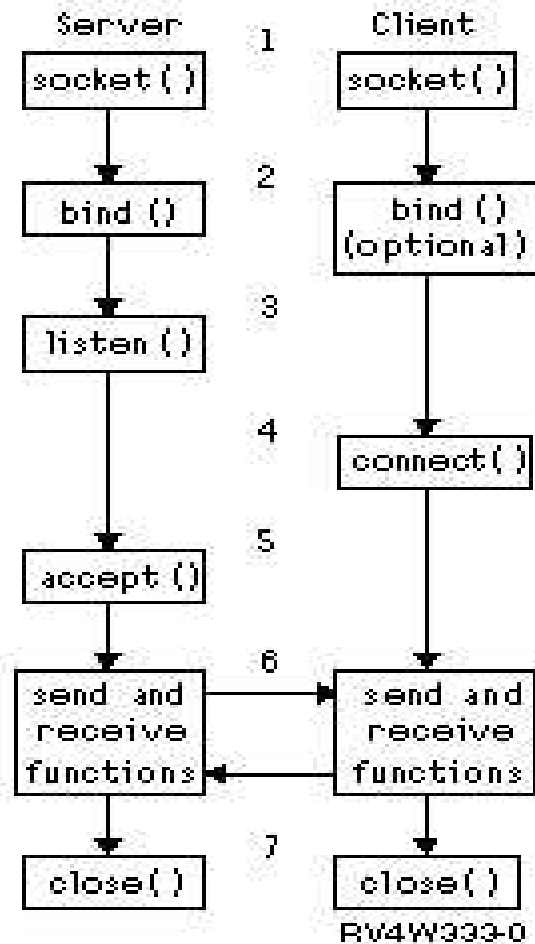 Server
1
Client
socket()
socket()
2
bind()
bind()
(optional)
3
listen()
4
connect()
5
accept()
6
send and
receive
functions
send and
receive
functions
7
close()
close()
RV4W333-0